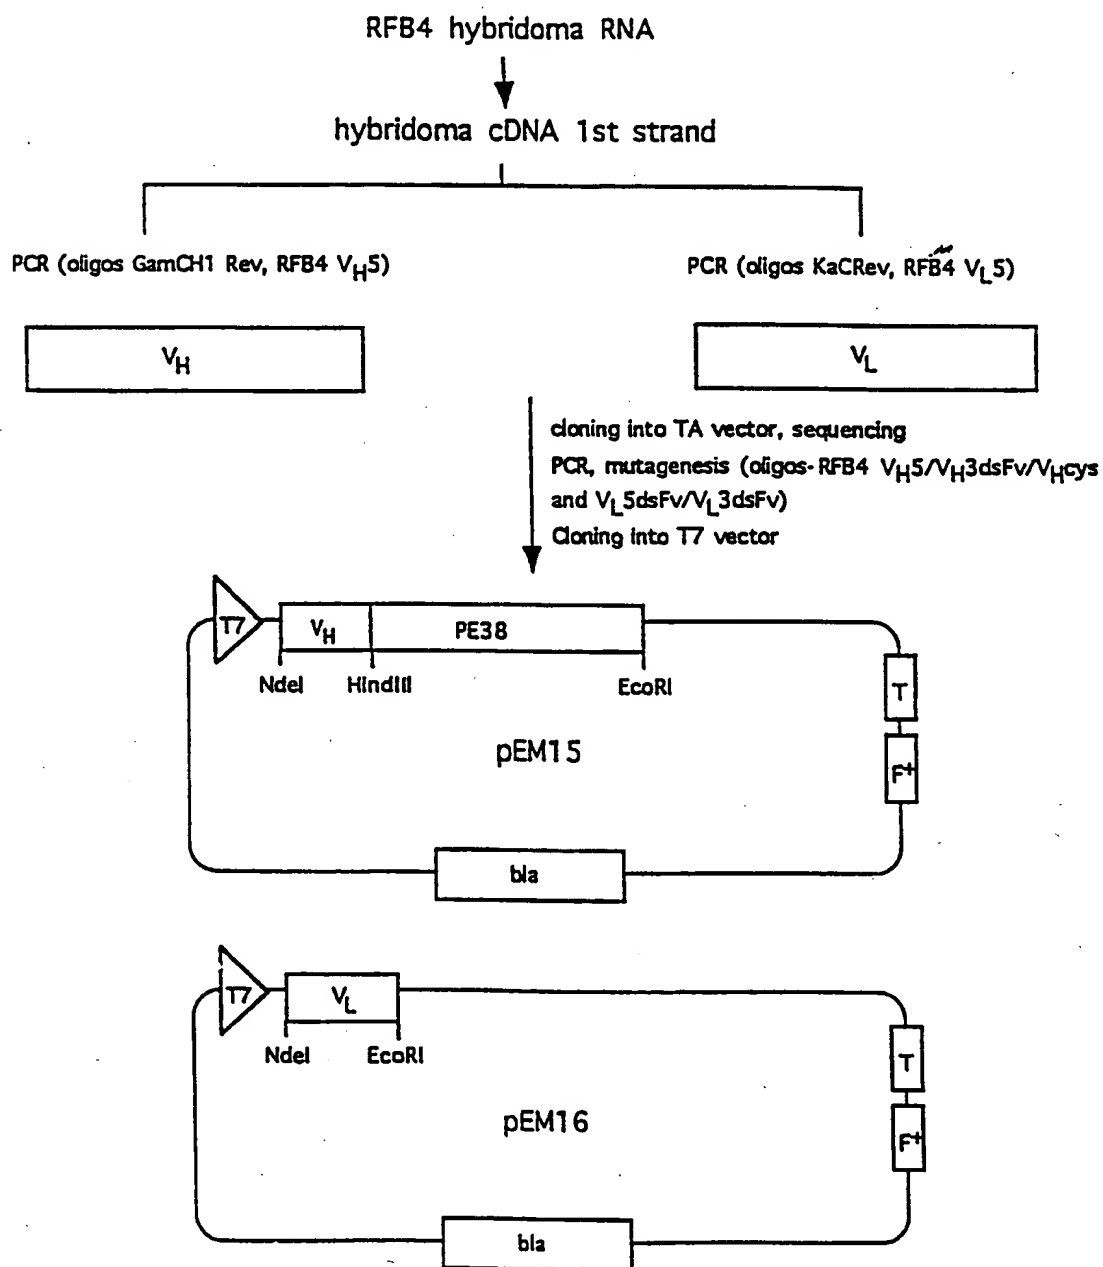 RFB4 hybridoma RNA
hybridoma cDNA 1st strand
PCR (oligos GamCH1 Rev, RFB4 VH5)
PCR (oligos KaCRev, RFB4 VL5)
VH
VL
cloning into TA vector, sequencing
PCR, mutagenesis (oligos-RFB4 VH5/VH3dsFv/VHcys
and VL5dsFv/VL3dsFv)
Cloning into T7 vector
T7
VH
PE38
NdeI
HindIII
EcoRI
T
pEM15
F+
bla
T7
VL
NdeI
EcoRI
T
pEM16
F+
bla